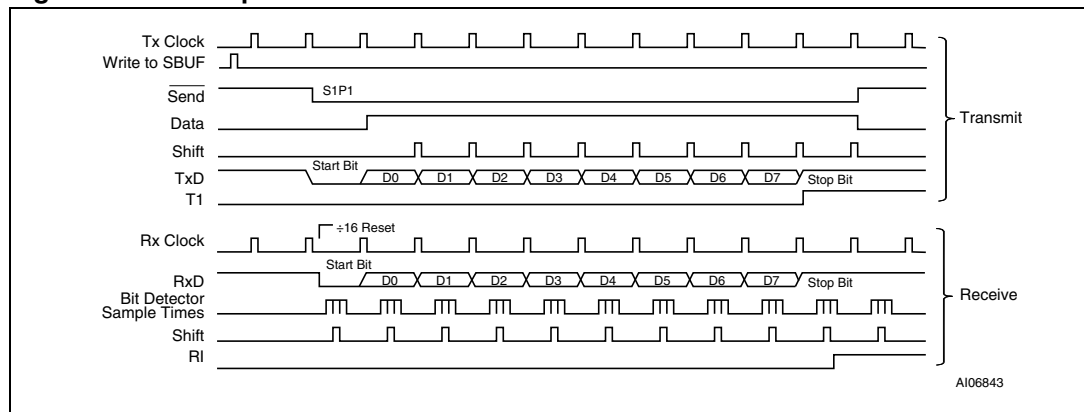 Tx Clock
Write to SBUF
Send
S1P1
Data
Shift
Start Bit
TxD
D0 D1 D2 D3 D4 D5 D6 D7
Stop Bit
T1
Transmit
÷16 Reset
Rx Clock
Start Bit
RxD
D0 D1 D2 D3 D4 D5 D6 D7
Stop Bit
Bit Detector
Sample Times
Shift
RI
Receive
AI06843